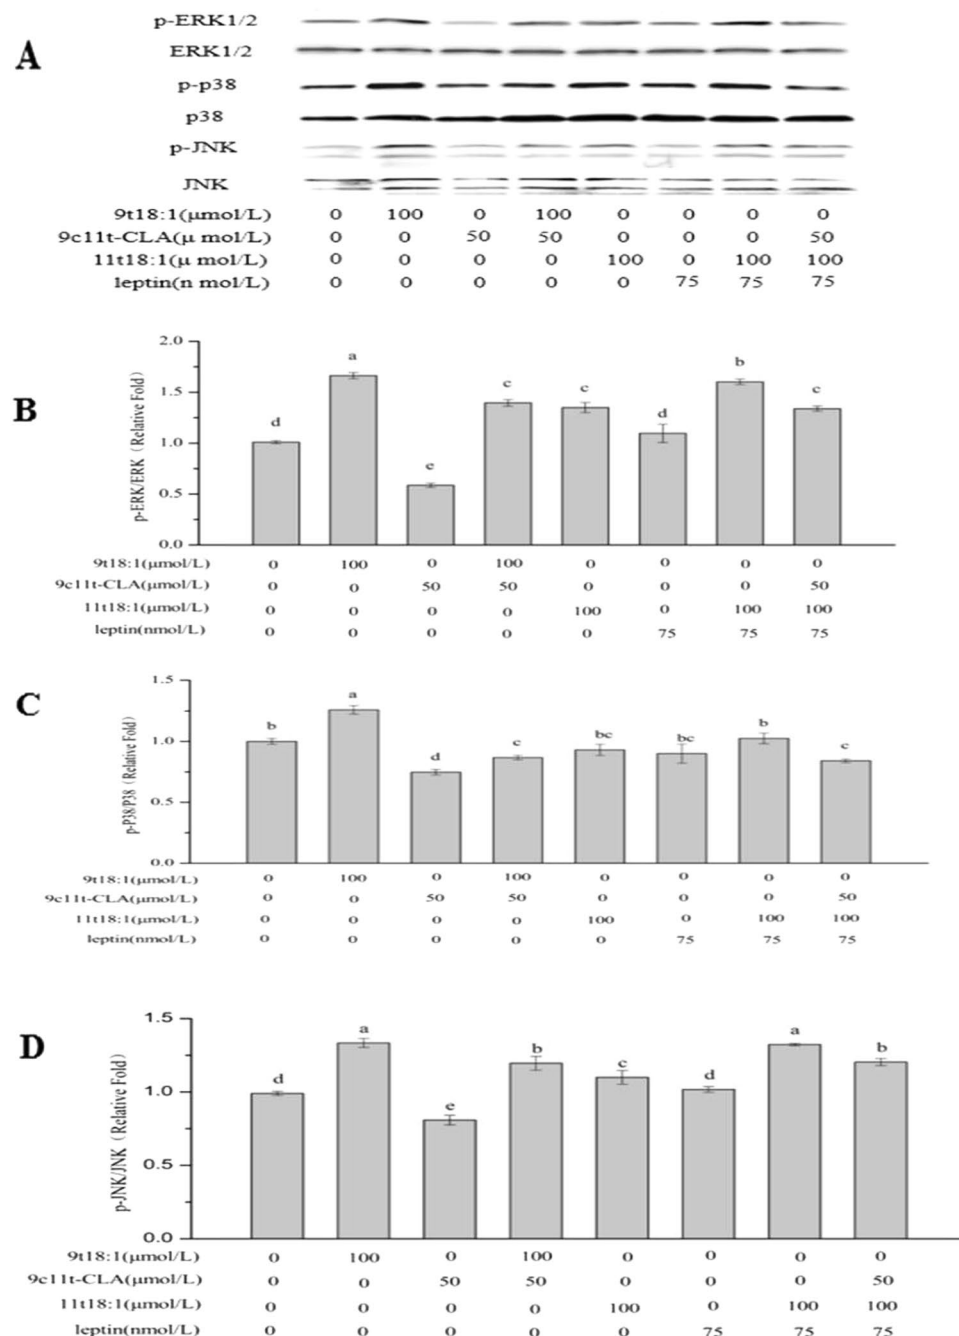 A
p-ERK1/2
ERK1/2
p-p38
p38
p-JNK
JNK
9t18:1(μmol/L) 0 100 0 100 0 0 0 0
9c11t-CLA(μ mol/L) 0 0 50 50 0 0 0 50
11t18:1(μ mol/L) 0 0 0 0 100 0 100 100
leptin(n mol/L) 0 0 0 0 0 75 75 75
B
p-ERK/ERK (Relative Fold)
2.0
1.5
1.0
0.5
0.0
d a e c c d b c
9t18:1(μmol/L) 0 100 0 100 0 0 0 0
9c11t-CLA(μmol/L) 0 0 50 50 0 0 0 50
11t18:1(μmol/L) 0 0 0 0 100 0 100 100
leptin(nmol/L) 0 0 0 0 0 75 75 75
C
p-P38/P38 (Relative Fold)
1.5
1.0
0.5
0.0
b a d c bc bc b c
9t18:1(μmol/L) 0 100 0 100 0 0 0 0
9c11t-CLA(μmol/L) 0 0 50 50 0 0 0 50
11t18:1(μmol/L) 0 0 0 0 100 0 100 100
leptin(nmol/L) 0 0 0 0 0 75 75 75
D
p-JNK/JNK (Relative Fold)
1.5
1.0
0.5
0.0
d a e b c d a b
9t18:1(μmol/L) 0 100 0 100 0 0 0 0
9c11t-CLA(μmol/L) 0 0 50 50 0 0 0 50
11t18:1(μmol/L) 0 0 0 0 100 0 100 100
leptin(nmol/L) 0 0 0 0 0 75 75 75